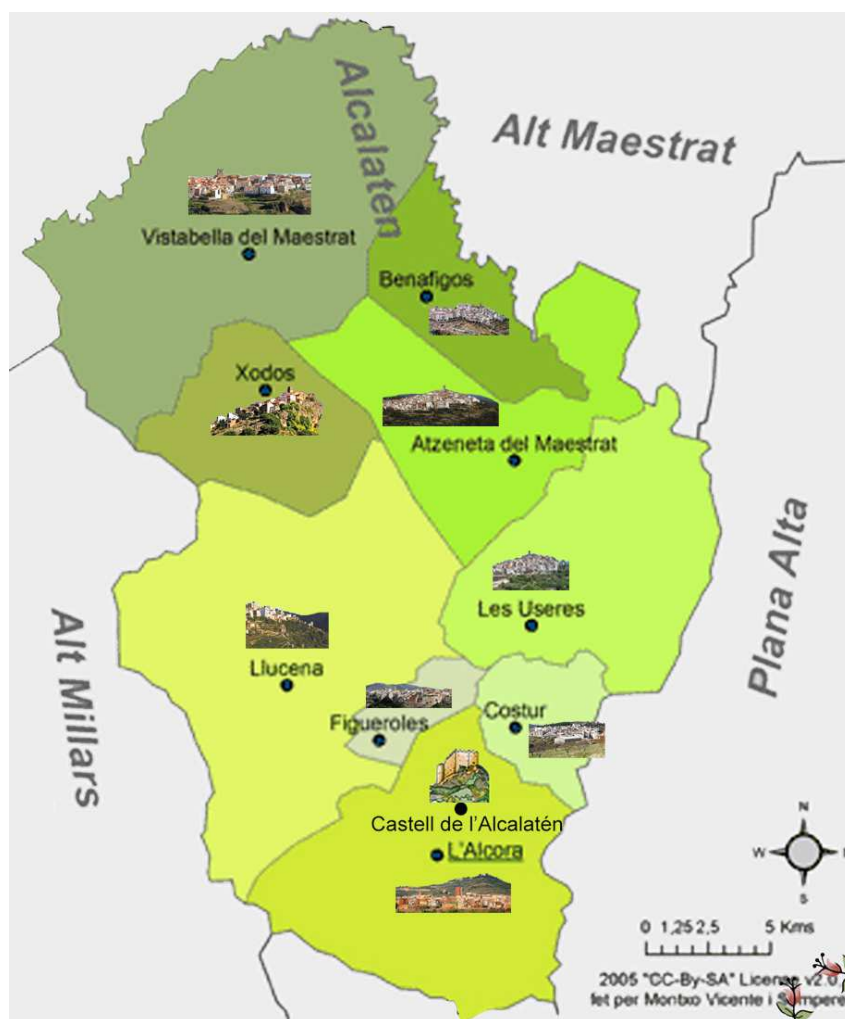 Alcalatén
Alt Maestrat
Vistabella del Maestrat
Benafigos
Xodos
Atzeneta del Maestrat
Plana Alta
Les Useres
Alt Millars
Llucena
Figueroles
Costur
Castell de l'Alcalatén
L'Alcora
N
W
S
0 1,25 2,5 5 Kms
2005 "CC-By-SA" License v2.0
fet per Montxo Vicente i Sempere